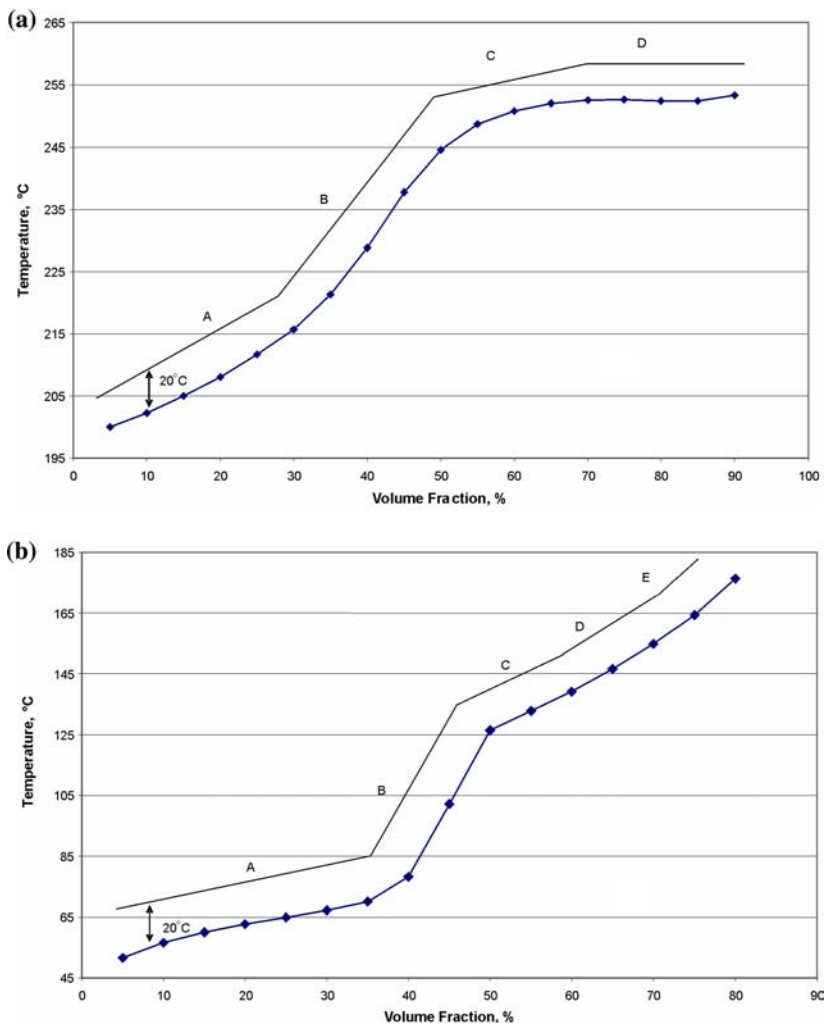 (a)
265
255
245
235
225
215
205
195
Temperature, °C
A
B
C
D
20°C
0 10 20 30 40 50 60 70 80 90 100
Volume Fraction, %
(b)
185
165
145
125
105
85
65
45
Temperature, °C
A
B
C
D
E
20°C
0 10 20 30 40 50 60 70 80 90
Volume Fraction, %